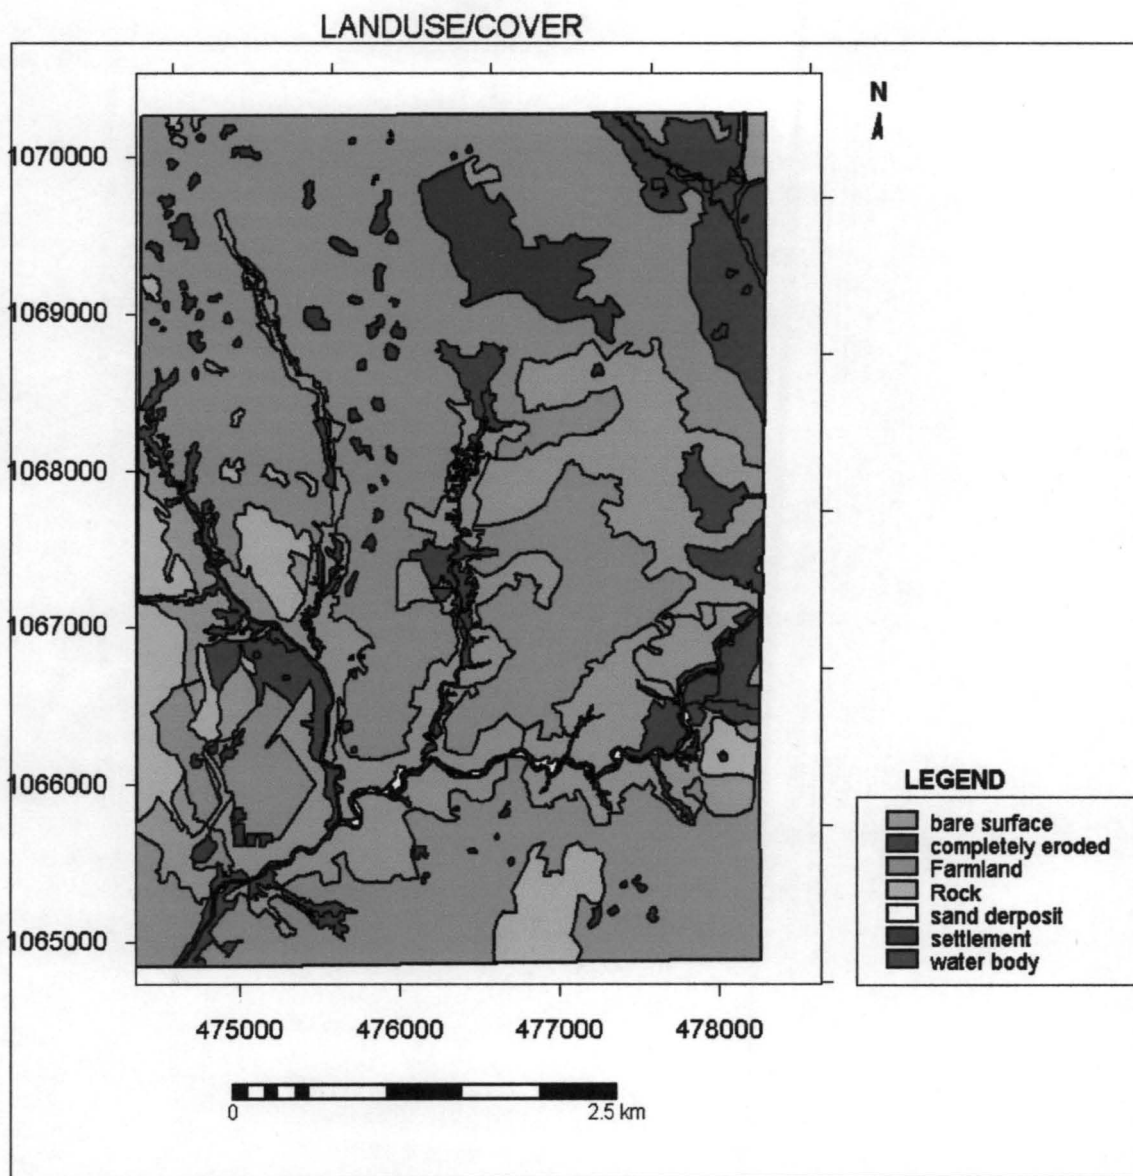 LANDUSE/COVER
N
1070000
1069000
1068000
1067000
1066000
1065000
475000 476000 477000 478000
0 2.5 km
LEGEND
bare surface
completely eroded
Farmland
Rock
sand derposit
settlement
water body